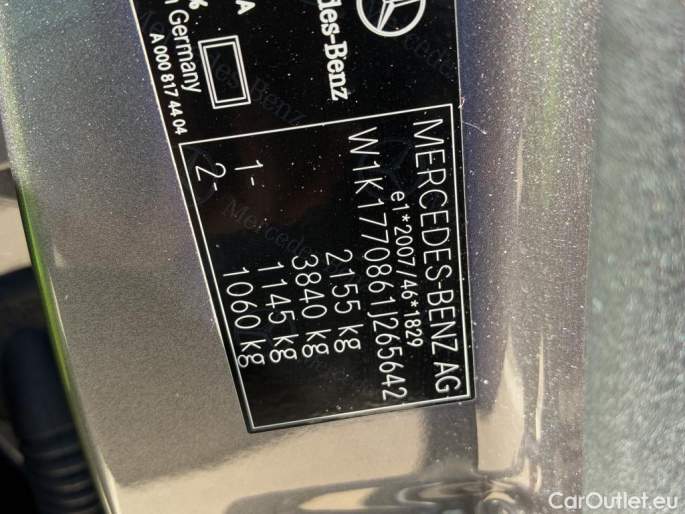 des-Benz
A
Germany
A 000 817 44 04
MERCEDES-BENZ AG
e1*2007/46*1829
W1K1770861J265642
2155 kg
3840 kg
1- 1145 kg
2- 1060 kg
CarOutlet.eu